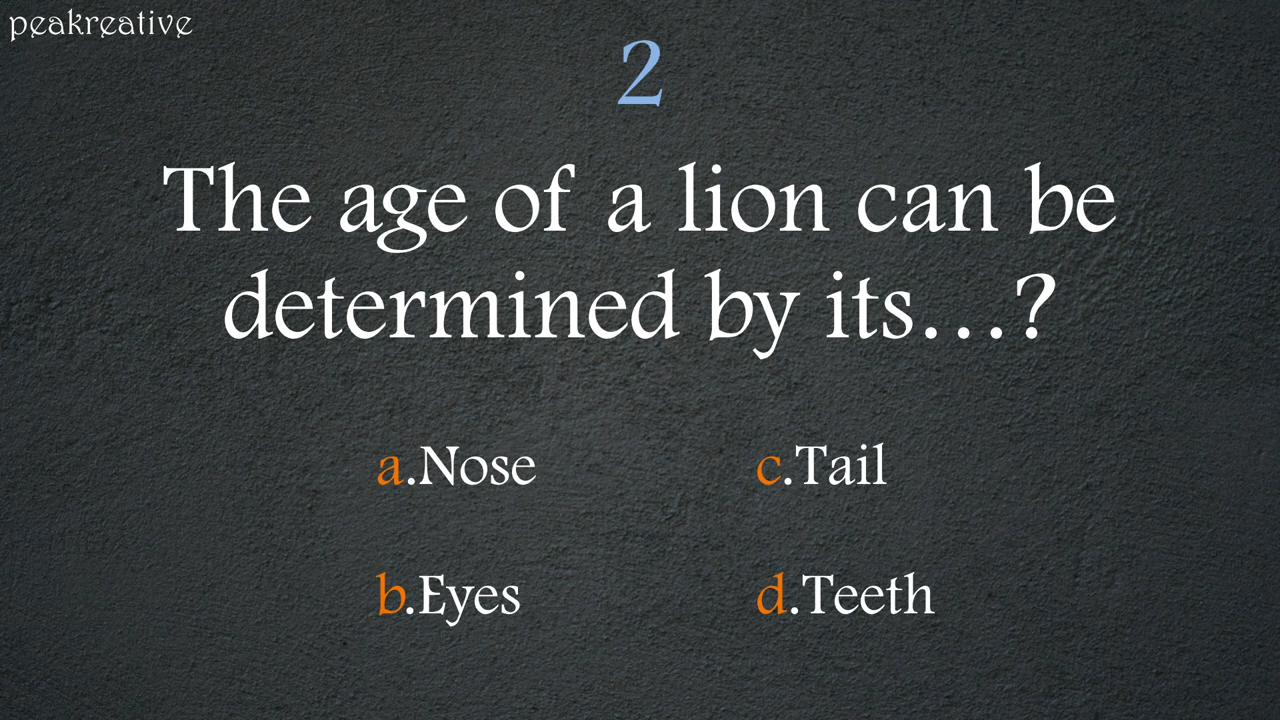 peakreative
2
The age of a lion can be
determined by its...?
a.Nose
c.Tail
b.Eyes
d.Teeth